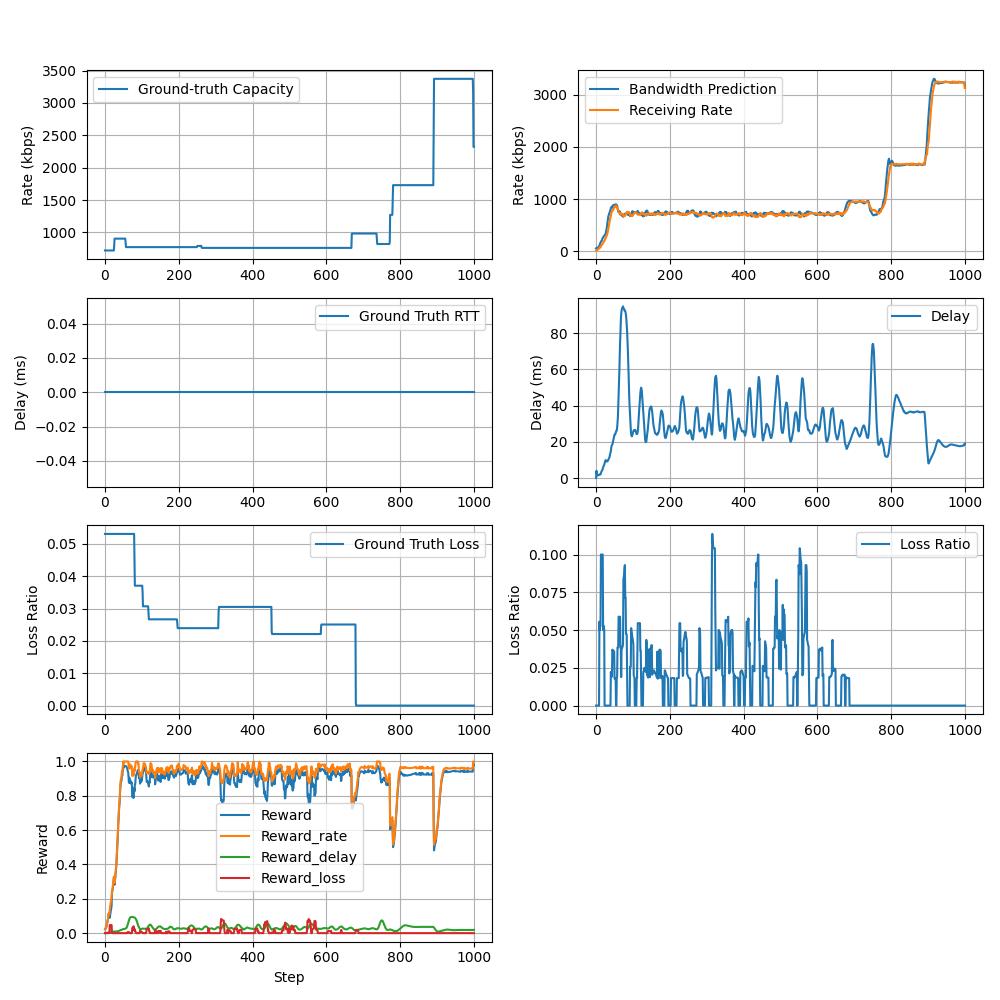 3500
3000
2500
2000
1500
1000
Rate (kbps)
Ground-truth Capacity
0 200 400 600 800 1000
3000
2000
1000
0
Rate (kbps)
Bandwidth Prediction
Receiving Rate
0 200 400 600 800 1000
0.04
0.02
0.00
−0.02
−0.04
Delay (ms)
Ground Truth RTT
0 200 400 600 800 1000
80
60
40
20
0
Delay (ms)
Delay
0 200 400 600 800 1000
0.05
0.04
0.03
0.02
0.01
0.00
Loss Ratio
Ground Truth Loss
0 200 400 600 800 1000
0.100
0.075
0.050
0.025
0.000
Loss Ratio
Loss Ratio
0 200 400 600 800 1000
1.0
0.8
0.6
0.4
0.2
0.0
Reward
Reward
Reward_rate
Reward_delay
Reward_loss
0 200 400 600 800 1000
Step